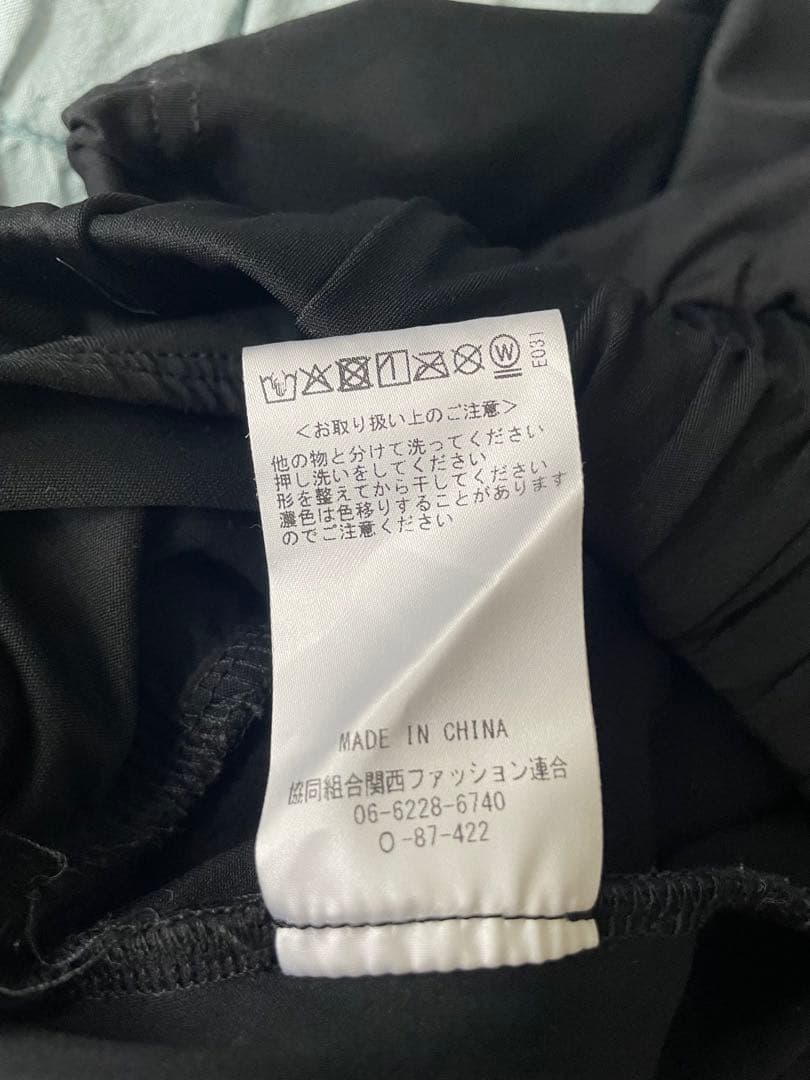 W
E031
<お取り扱い上のご注意>
他の物と分けて洗ってください
押し洗いをしてください
形を整えてから干してください
濃色は色移りすることがあります
のでご注意ください
MADE IN CHINA
協同組合関西ファッション連合
06-6228-6740
O-87-422